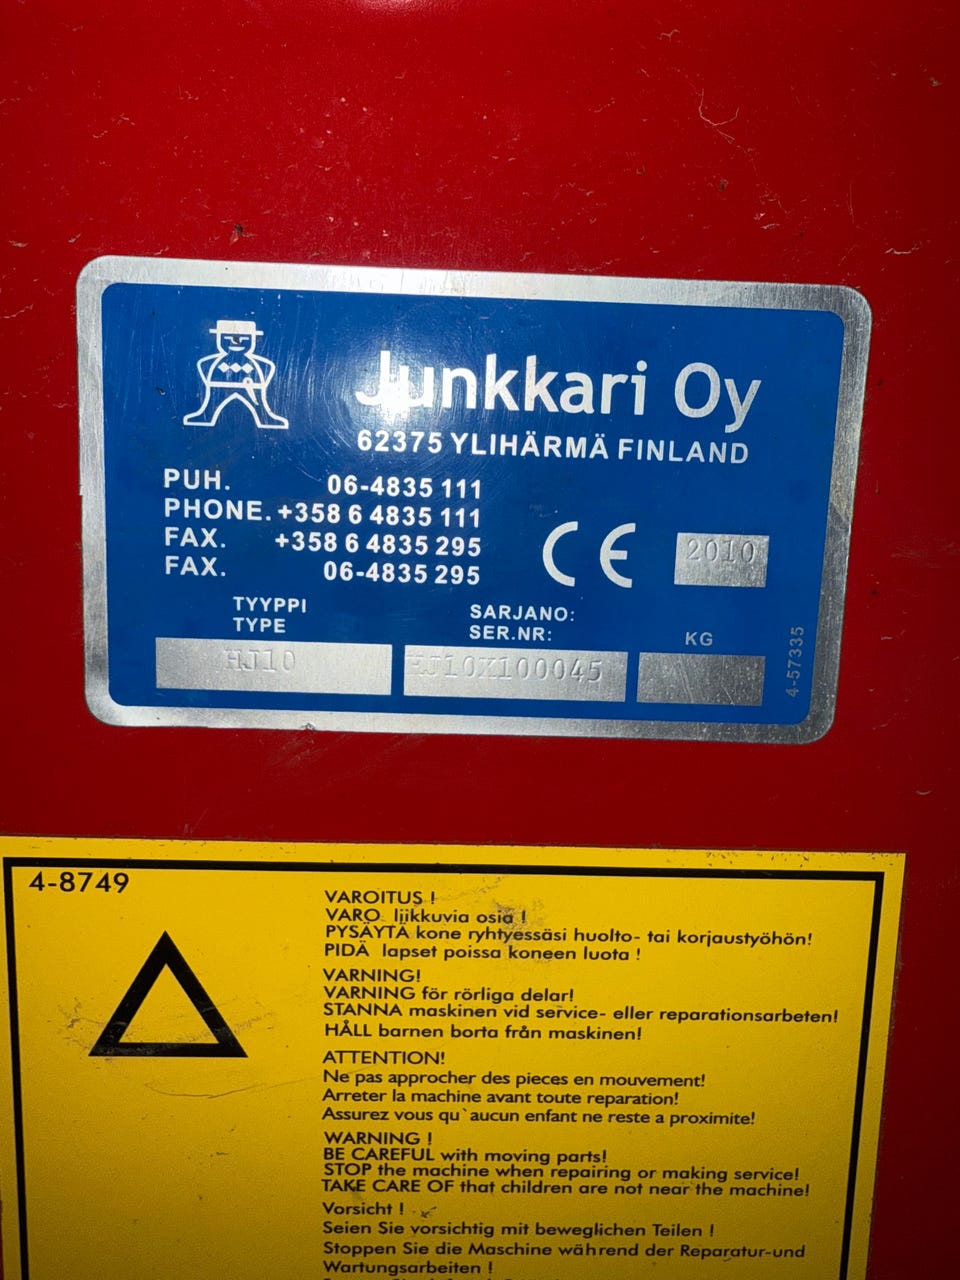 Junkkari Oy
62375 YLIHÄRMÄ FINLAND
PUH. 06-4835 111
PHONE. +358 6 4835 111
FAX. +358 6 4835 295
FAX. 06-4835 295
CE 2010
TYYPPI
TYPE
SARJANO:
SER.NR:
KG
HJ10
HJ10X100045
4-57335
4-8749
VAROITUS !
VARO liikkuvia osia !
PYSÄYTÄ kone ryhtyessäsi huolto- tai korjaustyöhön!
PIDÄ lapset poissa koneen luota !
VARNING!
VARNING för rörliga delar!
STANNA maskinen vid service- eller reparationsarbeten!
HÅLL barnen borta från maskinen!
ATTENTION!
Ne pas approcher des pieces en mouvement!
Arreter la machine avant toute reparation!
Assurez vous qu`aucun enfant ne reste a proximite!
WARNING !
BE CAREFUL with moving parts!
STOP the machine when repairing or making service!
TAKE CARE OF that children are not near the machine!
Vorsicht !
Seien Sie vorsichtig mit beweglichen Teilen !
Stoppen Sie die Maschine während der Reparatur-und
Wartungsarbeiten !